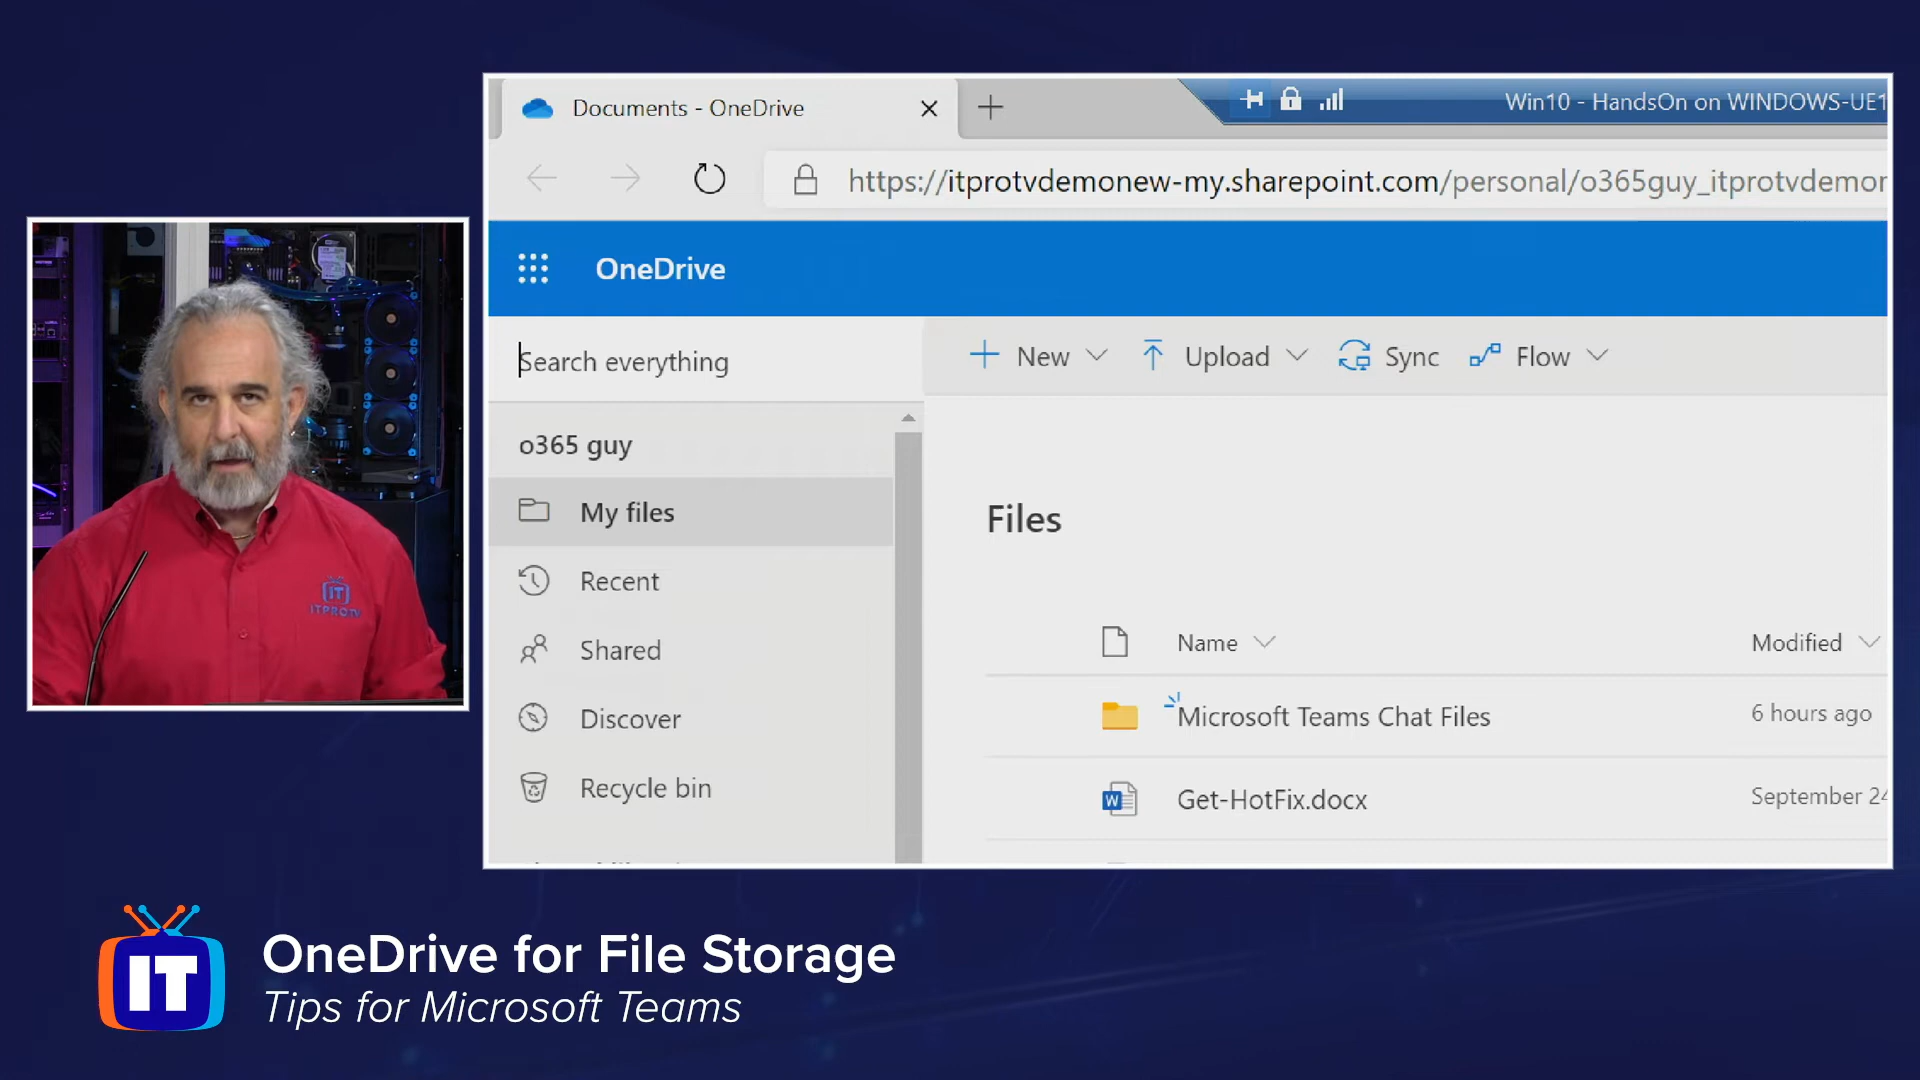 Documents - OneDrive
Win10 - HandsOn on WINDOWS-UE1
https://itprotvdemonew-my.sharepoint.com/personal/o365guy_itprotvdemor
OneDrive
Search everything
New
Upload
Sync
Flow
o365 guy
My files
Recent
Shared
Discover
Recycle bin
Files
Name
Modified
Microsoft Teams Chat Files
6 hours ago
Get-HotFix.docx
September 24
IT
ITPROTV
IT
OneDrive for File Storage
Tips for Microsoft Teams